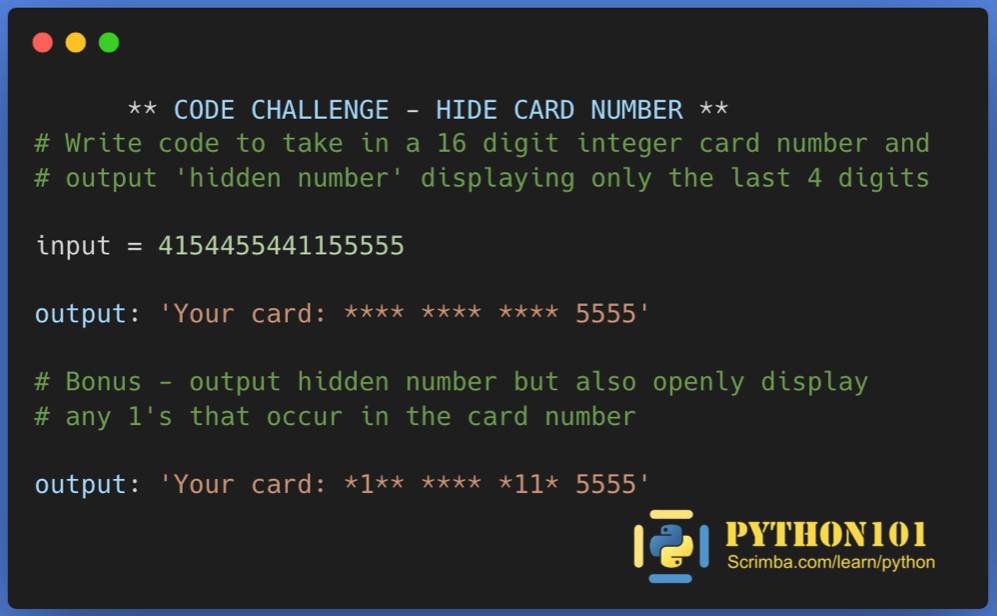 ** CODE CHALLENGE - HIDE CARD NUMBER **
# Write code to take in a 16 digit integer card number and
# output 'hidden number' displaying only the last 4 digits
input = 4154455441155555
output: 'Your card: **** **** **** 5555'
# Bonus - output hidden number but also openly display
# any 1's that occur in the card number
output: 'Your card: *1** **** *11* 5555'
PYTHON101
Scrimba.com/learn/python